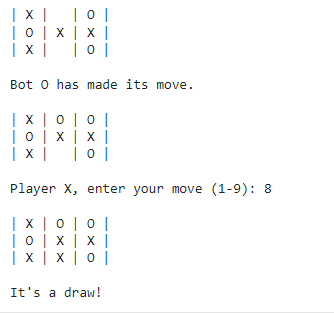 | X |   | O |
| O | X | X |
| X |   | O |
Bot O has made its move.
| X | O | O |
| O | X | X |
| X |   | O |
Player X, enter your move (1-9): 8
| X | O | O |
| O | X | X |
| X | X | O |
It's a draw!